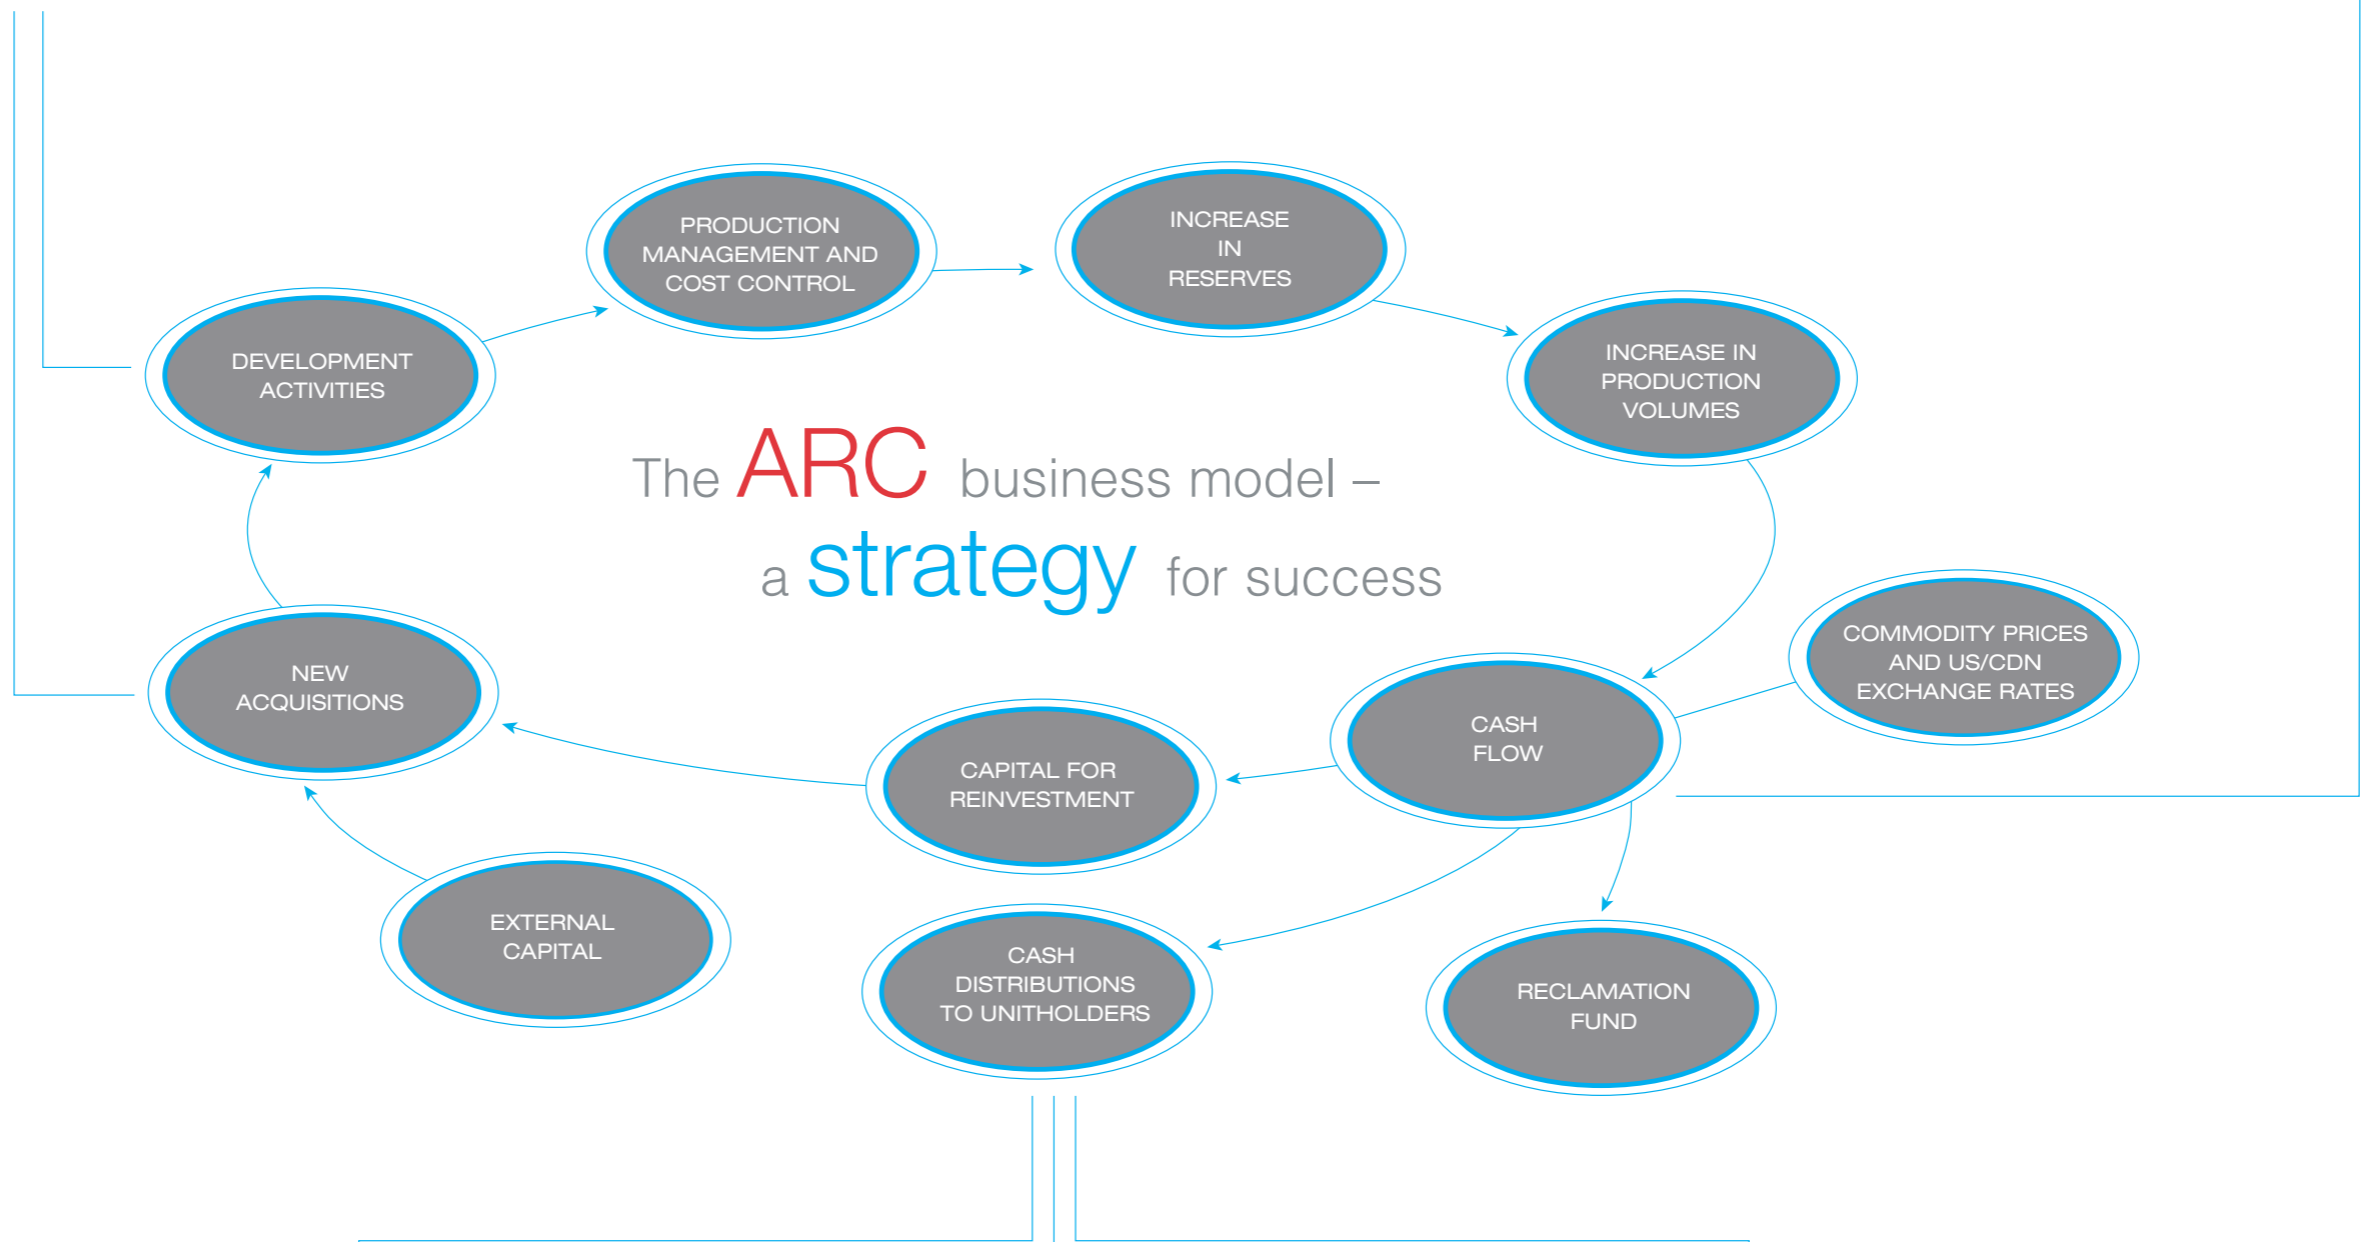 PRODUCTION
MANAGEMENT AND
COST CONTROL
INCREASE
IN
RESERVES
DEVELOPMENT
ACTIVITIES
INCREASE IN
PRODUCTION
VOLUMES
The ARC business model –
a strategy for success
COMMODITY PRICES
AND US/CDN
EXCHANGE RATES
NEW
ACQUISITIONS
CASH
FLOW
CAPITAL FOR
REINVESTMENT
EXTERNAL
CAPITAL
CASH
DISTRIBUTIONS
TO UNITHOLDERS
RECLAMATION
FUND